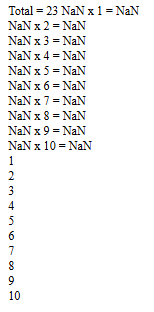 Total = 23 NaN x 1 = NaN
NaN x 2 = NaN
NaN x 3 = NaN
NaN x 4 = NaN
NaN x 5 = NaN
NaN x 6 = NaN
NaN x 7 = NaN
NaN x 8 = NaN
NaN x 9 = NaN
NaN x 10 = NaN
1
2
3
4
5
6
7
8
9
10